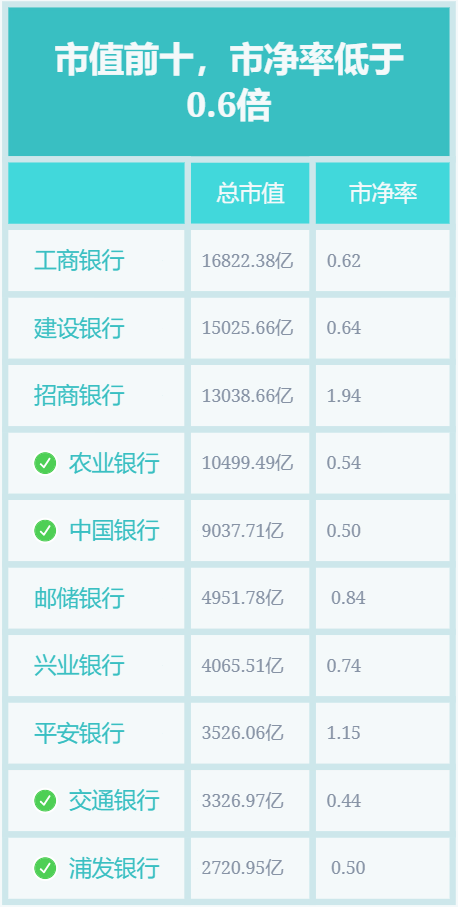 市值前十，市净率低于
0.6倍
总市值 市净率
工商银行 16822.38亿 0.62
建设银行 15025.66亿 0.64
招商银行 13038.66亿 1.94
农业银行 10499.49亿 0.54
中国银行 9037.71亿 0.50
邮储银行 4951.78亿 0.84
兴业银行 4065.51亿 0.74
平安银行 3526.06亿 1.15
交通银行 3326.97亿 0.44
浦发银行 2720.95亿 0.50